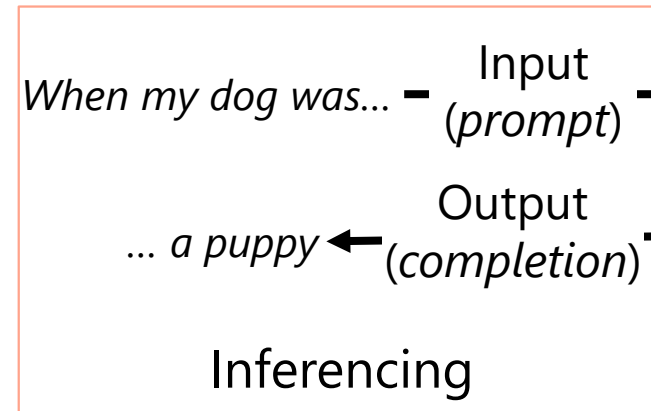 When my dog was...
Input
(prompt)
... a puppy
Output
(completion)
Inferencing